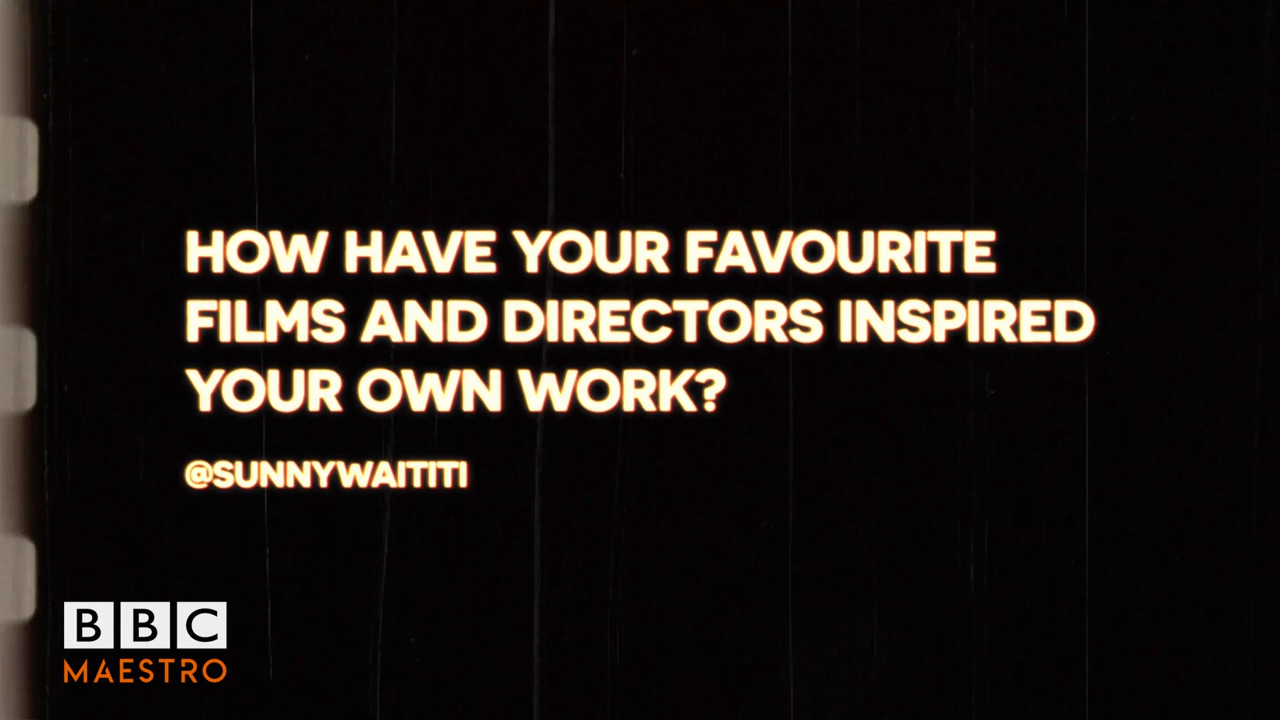 HOW HAVE YOUR FAVOURITE
FILMS AND DIRECTORS INSPIRED
YOUR OWN WORK?
@SUNNYWAITITI
BBC
MAESTRO